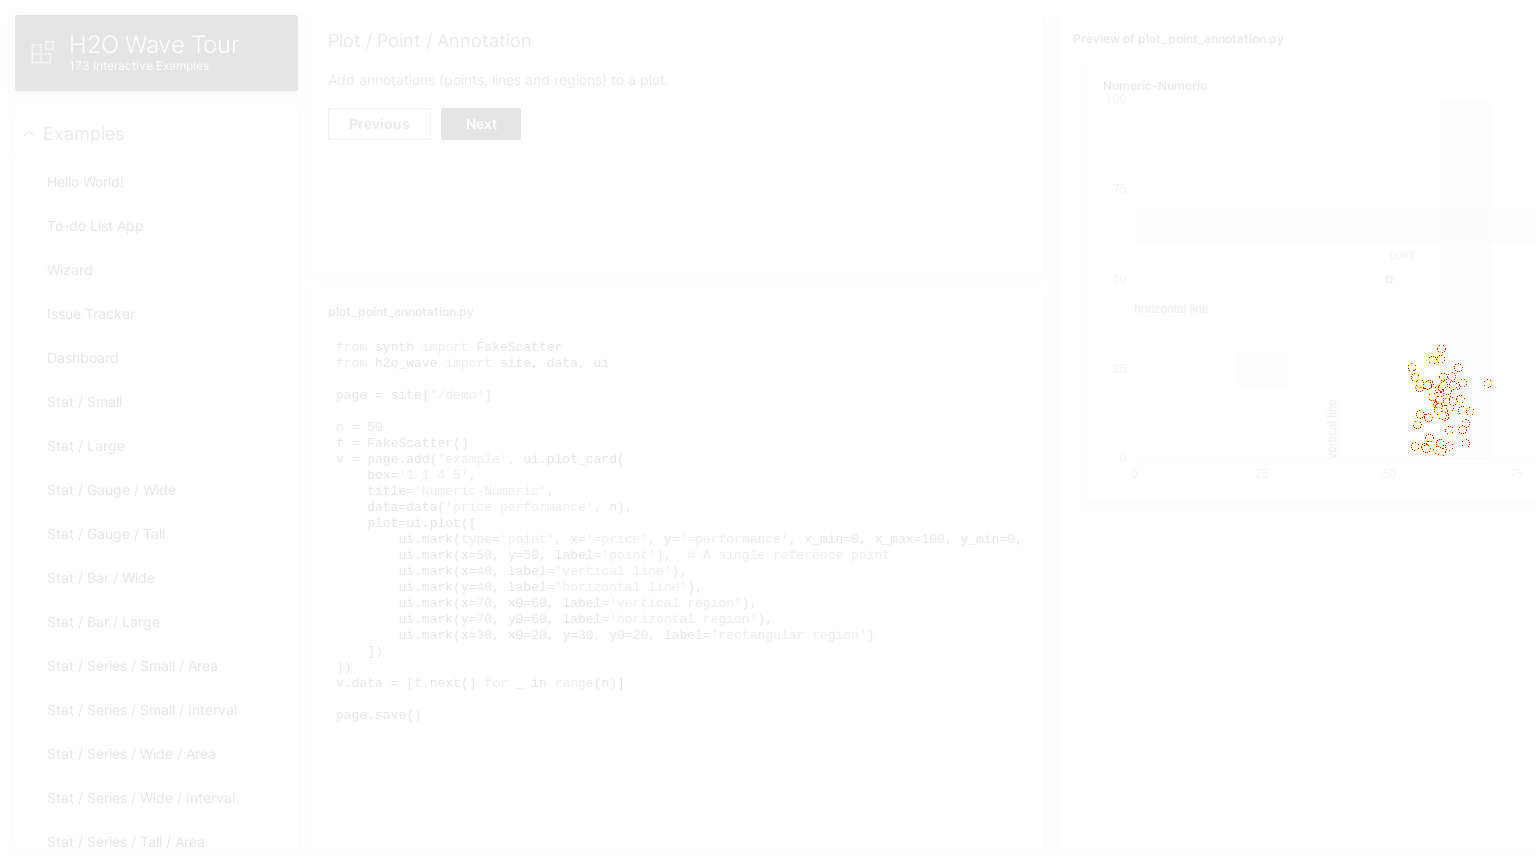 H2O Wave Tour
173 Interactive Examples
Examples
Hello World!
To-do List App
Wizard
Issue Tracker
Dashboard
Stat / Small
Stat / Large
Stat / Gauge / Wide
Stat / Gauge / Tall
Stat / Bar / Wide
Stat / Bar / Large
Stat / Series / Small / Area
Stat / Series / Small / Interval
Stat / Series / Wide / Area
Stat / Series / Wide / Interval
Stat / Series / Tall / Area
Plot / Point / Annotation
Add annotations (points, lines and regions) to a plot.
Previous Next
plot_point_annotation.py
from synth import FakeScatter
from h2o_wave import site, data, ui
page = site['/demo']
n = 50
f = FakeScatter()
v = page.add('example', ui.plot_card(
    box='1 1 4 5',
    title='Numeric-Numeric',
    data=data('price performance', n),
    plot=ui.plot([
        ui.mark(type='point', x='=price', y='=performance', x_min=0, x_max=100, y_min=0,
        ui.mark(x=50, y=50, label='point'),  # A single reference point
        ui.mark(x=40, label='vertical line'),
        ui.mark(y=40, label='horizontal line'),
        ui.mark(x=70, x0=60, label='vertical region'),
        ui.mark(y=70, y0=60, label='horizontal region'),
        ui.mark(x=30, x0=20, y=30, y0=20, label='rectangular region')
    ])
))
v.data = [f.next() for _ in range(n)]
page.save()
Preview of plot_point_annotation.py
Numeric-Numeric
100
75
point
50
horizontal line
25
vertical line
0
0 25 50 75